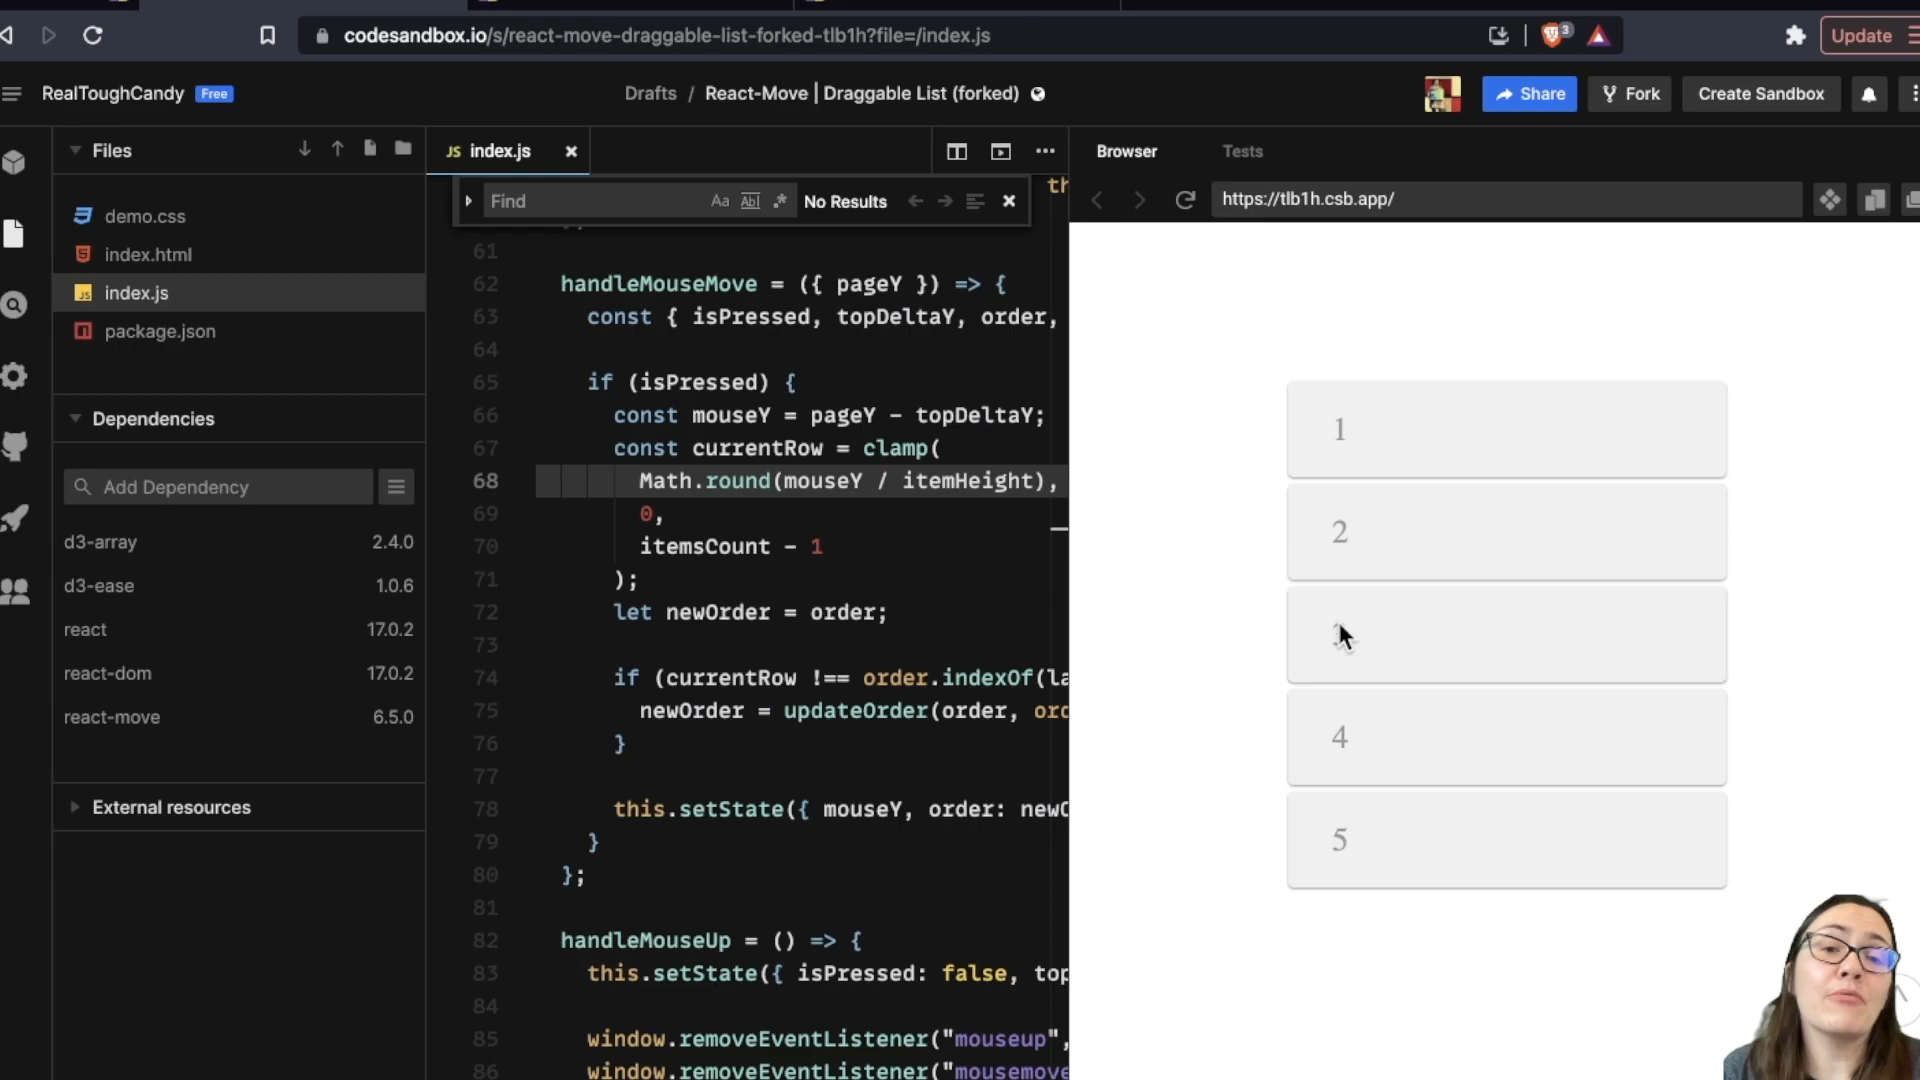 codesandbox.io/s/react-move-draggable-list-forked-tlb1h?file=/index.js
3
Update
RealToughCandy
Free
Drafts / React-Move | Draggable List (forked)
Share
Fork
Create Sandbox
Files
demo.css
index.html
JS index.js
package.json
Dependencies
Add Dependency
d3-array 2.4.0
d3-ease 1.0.6
react 17.0.2
react-dom 17.0.2
react-move 6.5.0
External resources
JS index.js
Find
Aa Abl .* No Results
th
61
62 handleMouseMove = ({ pageY }) => {
63 const { isPressed, topDeltaY, order,
64
65 if (isPressed) {
66 const mouseY = pageY - topDeltaY;
67 const currentRow = clamp(
68 Math.round(mouseY / itemHeight),
69 0,
70 itemsCount - 1
71 );
72 let newOrder = order;
73
74 if (currentRow !== order.indexOf(la
75 newOrder = updateOrder(order, ord
76 }
77
78 this.setState({ mouseY, order: newO
79 }
80 };
81
82 handleMouseUp = () => {
83 this.setState({ isPressed: false, top
84
85 window.removeEventListener("mouseup",
86 window.removeEventListener("mousemove
Browser
Tests
https://tlb1h.csb.app/
1
2
4
5